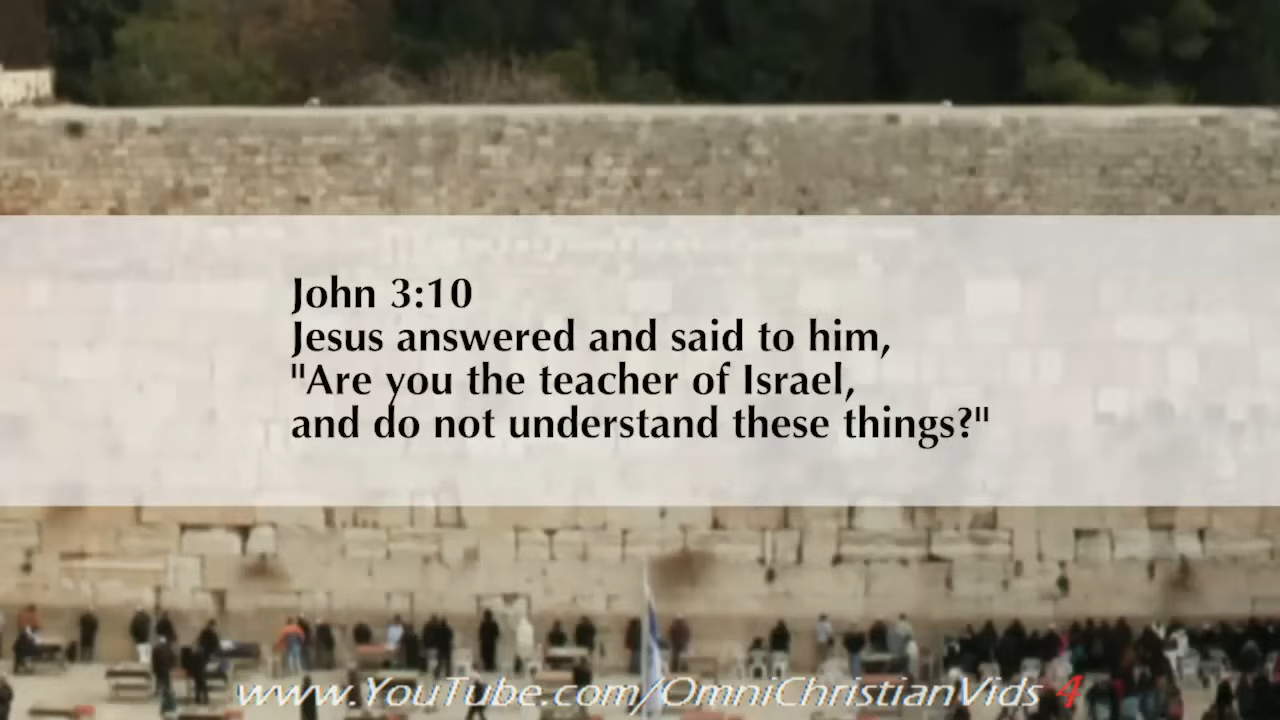 John 3:10
Jesus answered and said to him,
"Are you the teacher of Israel,
and do not understand these things?"
www.YouTube.com/OmniChristianVids 4